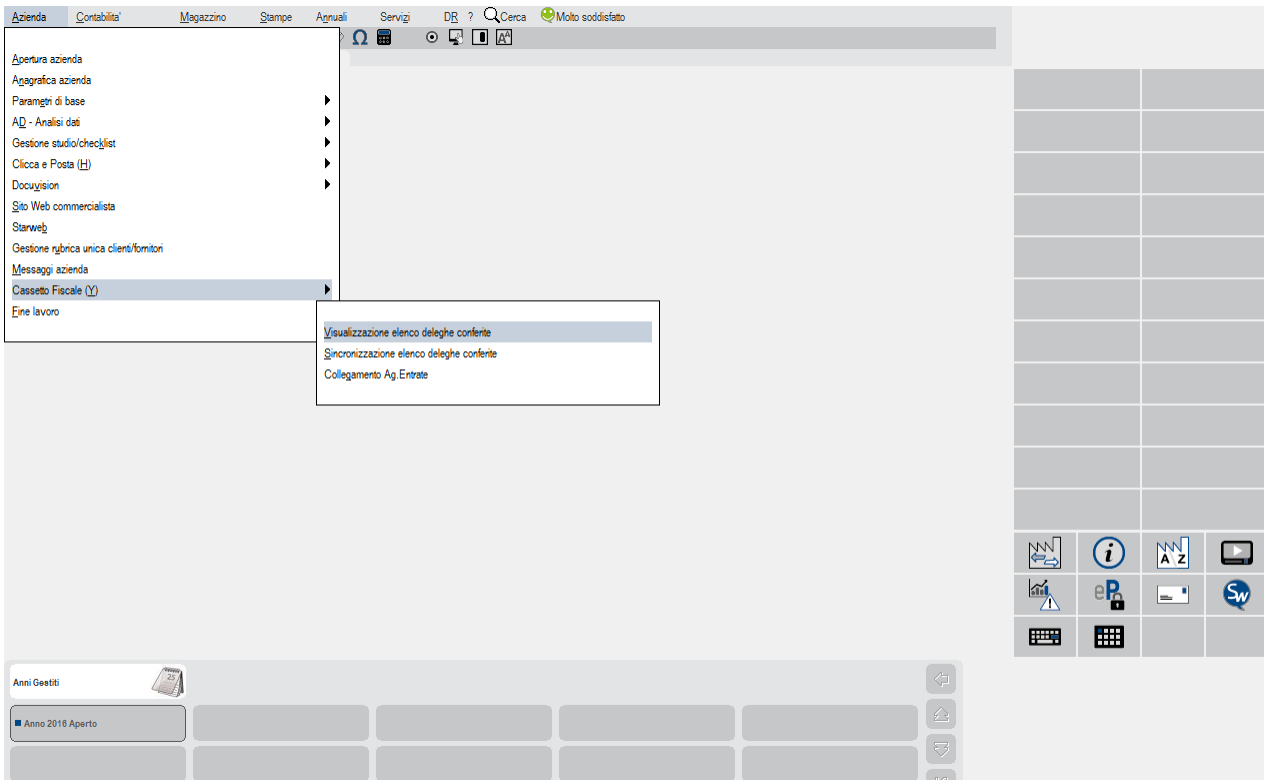 Azienda Contabilita' Magazzino Stampe Annuali Servizi DR ? Cerca Molto soddisfatto
Apertura azienda
Anagrafica azienda
Parametri di base
AD - Analisi dati
Gestione studio/checklist
Clicca e Posta (H)
Docuvision
Sito Web commercialista
Starweb
Gestione rubrica unica clienti/fornitori
Messaggi azienda
Cassetto Fiscale (Y)
Fine lavoro
Visualizzazione elenco deleghe conferite
Sincronizzazione elenco deleghe conferite
Collegamento Ag.Entrate
A Z
eP
Sw
Anni Gestiti
25
Anno 2016 Aperto